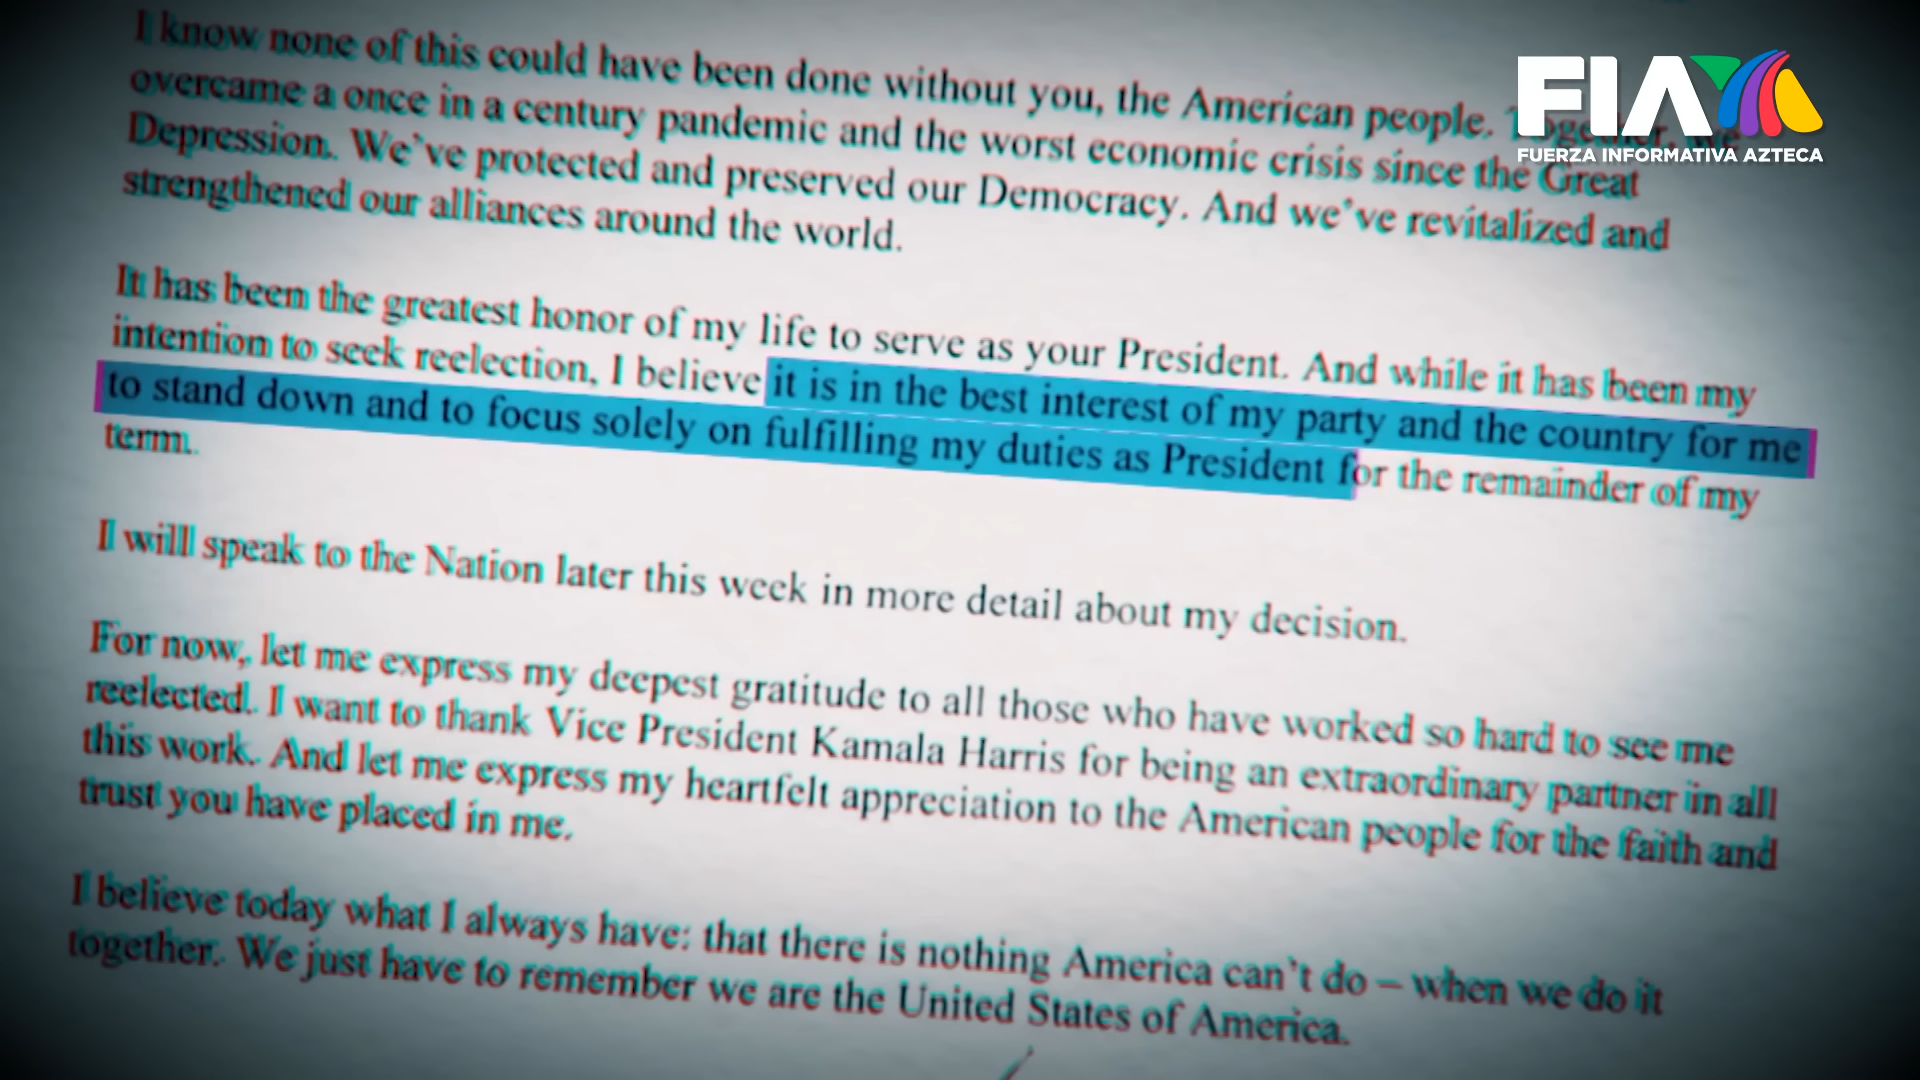 I know none of this could have been done without you, the American people. Together, we
overcame a once in a century pandemic and the worst economic crisis since the Great
Depression. We've protected and preserved our Democracy. And we've revitalized and
strengthened our alliances around the world.
It has been the greatest honor of my life to serve as your President. And while it has been my
intention to seek reelection, I believe it is in the best interest of my party and the country for me
to stand down and to focus solely on fulfilling my duties as President for the remainder of my
term.
I will speak to the Nation later this week in more detail about my decision.
For now, let me express my deepest gratitude to all those who have worked so hard to see me
reelected. I want to thank Vice President Kamala Harris for being an extraordinary partner in all
this work. And let me express my heartfelt appreciation to the American people for the faith and
trust you have placed in me.
I believe today what I always have: that there is nothing America can't do – when we do it
together. We just have to remember we are the United States of America.
FIA
FUERZA INFORMATIVA AZTECA